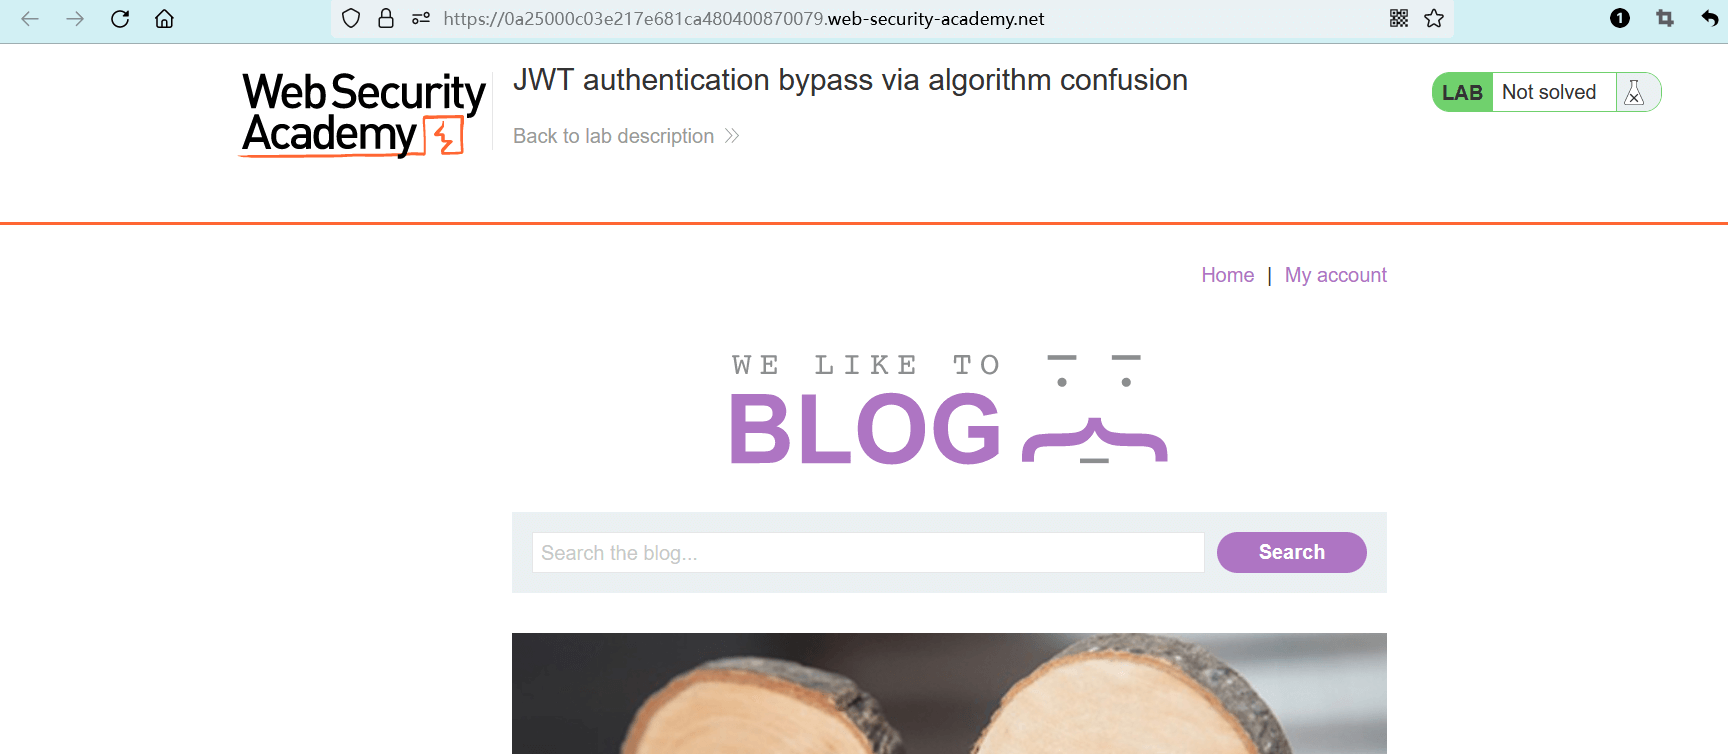 https://0a25000c03e217e681ca480400870079.web-security-academy.net
1
Web Security
Academy
JWT authentication bypass via algorithm confusion
Back to lab description
LAB
Not solved
Home | My account
WE LIKE TO
BLOG
Search the blog...
Search